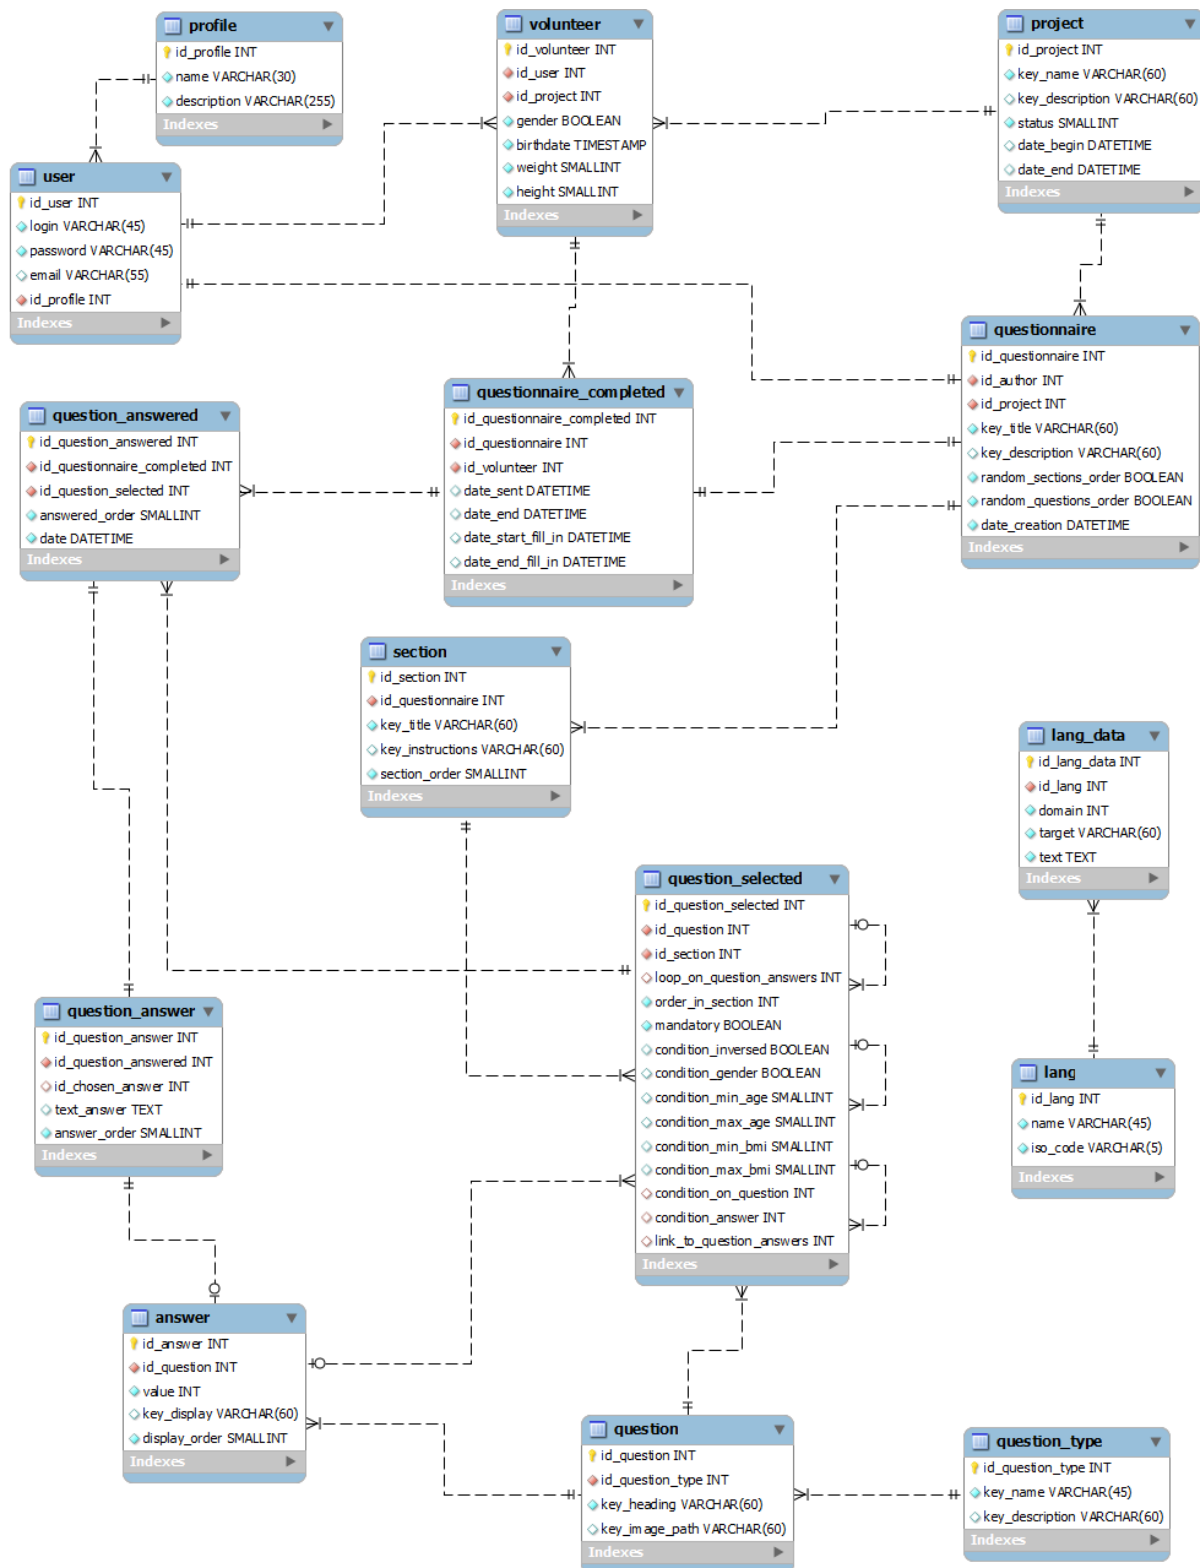 profile
id_profile INT
name VARCHAR(30)
description VARCHAR(255)
Indexes
volunteer
id_volunteer INT
id_user INT
id_project INT
gender BOOLEAN
birthdate TIMESTAMP
weight SMALLINT
height SMALLINT
Indexes
project
id_project INT
key_name VARCHAR(60)
key_description VARCHAR(60)
status SMALLINT
date_begin DATETIME
date_end DATETIME
Indexes
user
id_user INT
login VARCHAR(45)
password VARCHAR(45)
email VARCHAR(55)
id_profile INT
Indexes
questionnaire
id_questionnaire INT
id_author INT
id_project INT
key_title VARCHAR(60)
key_description VARCHAR(60)
random_sections_order BOOLEAN
random_questions_order BOOLEAN
date_creation DATETIME
Indexes
questionnaire_completed
id_questionnaire_completed INT
id_questionnaire INT
id_volunteer INT
date_sent DATETIME
date_end DATETIME
date_start_fill_in DATETIME
date_end_fill_in DATETIME
Indexes
question_answered
id_question_answered INT
id_questionnaire_completed INT
id_question_selected INT
answered_order SMALLINT
date DATETIME
Indexes
section
id_section INT
id_questionnaire INT
key_title VARCHAR(60)
key_instructions VARCHAR(60)
section_order SMALLINT
Indexes
lang_data
id_lang_data INT
id_lang INT
domain INT
target VARCHAR(60)
text TEXT
Indexes
question_selected
id_question_selected INT
id_question INT
id_section INT
loop_on_question_answers INT
order_in_section INT
mandatory BOOLEAN
condition_inversed BOOLEAN
condition_gender BOOLEAN
condition_min_age SMALLINT
condition_max_age SMALLINT
condition_min_bmi SMALLINT
condition_max_bmi SMALLINT
condition_on_question INT
condition_answer INT
link_to_question_answers INT
Indexes
question_answer
id_question_answer INT
id_question_answered INT
id_chosen_answer INT
text_answer TEXT
answer_order SMALLINT
Indexes
lang
id_lang INT
name VARCHAR(45)
iso_code VARCHAR(5)
Indexes
answer
id_answer INT
id_question INT
value INT
key_display VARCHAR(60)
display_order SMALLINT
Indexes
question
id_question INT
id_question_type INT
key_heading VARCHAR(60)
key_image_path VARCHAR(60)
Indexes
question_type
id_question_type INT
key_name VARCHAR(45)
key_description VARCHAR(60)
Indexes